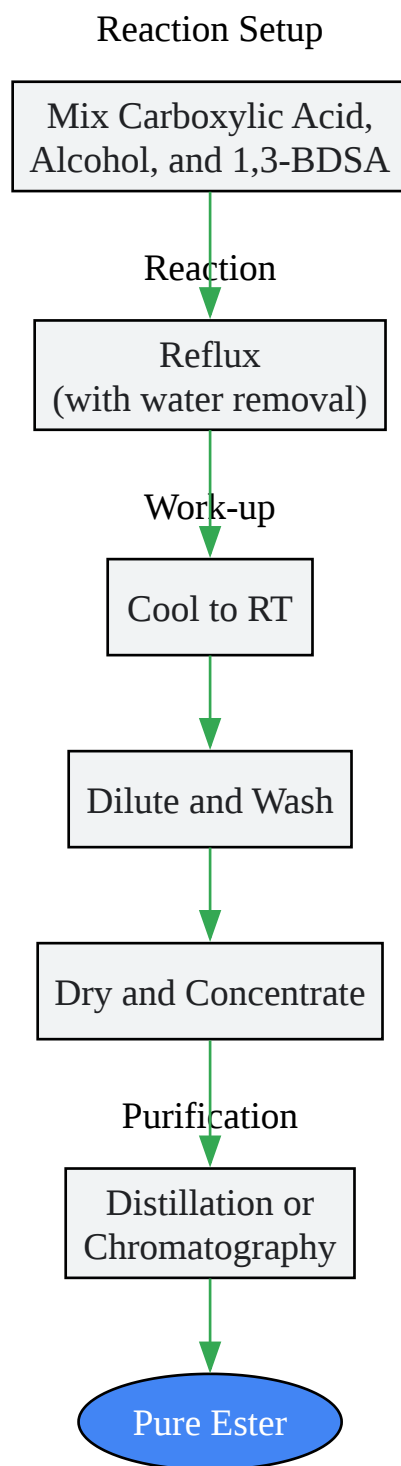 Reaction Setup
Mix Carboxylic Acid,
Alcohol, and 1,3-BDSA
Reaction
Reflux
(with water removal)
Work-up
Cool to RT
Dilute and Wash
Dry and Concentrate
Purification
Distillation or
Chromatography
Pure Ester